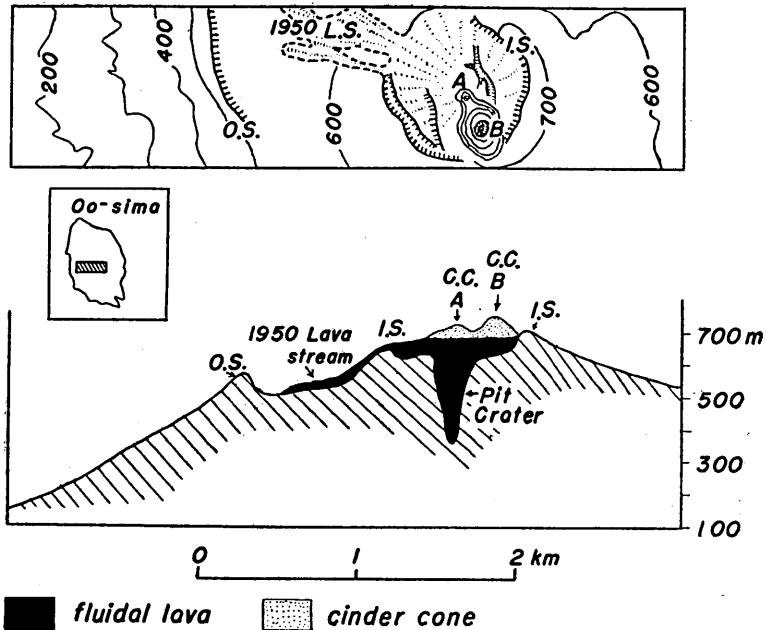 1950 L.S.
I.S.
200
400
O.S.
600
A
B
700
600
Oo-sima
C.C.
A
C.C.
B
I.S.
I.S.
1950 Lava
stream
O.S.
Pit
Crater
700 m
500
300
100
0 1 2 km
fluidal lava cinder cone